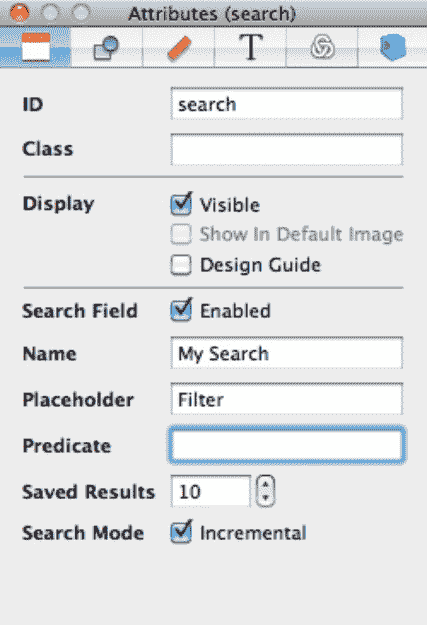 Attributes (search)
T
ID search
Class
Display Visible
Show In Default Image
Design Guide
Search Field Enabled
Name My Search
Placeholder Filter
Predicate
Saved Results 10
Search Mode Incremental